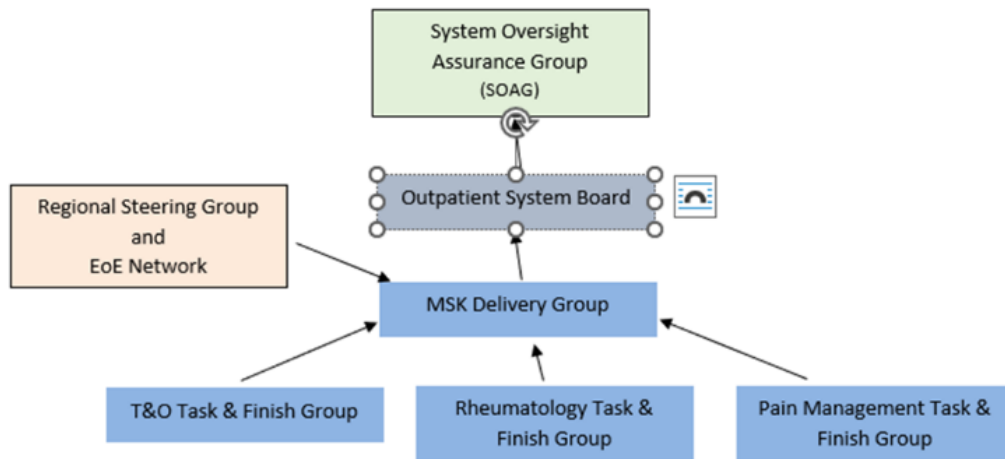 System Oversight
Assurance Group
(SOAG)
Outpatient System Board
Regional Steering Group
and
EoE Network
MSK Delivery Group
T&O Task & Finish Group
Rheumatology Task &
Finish Group
Pain Management Task &
Finish Group